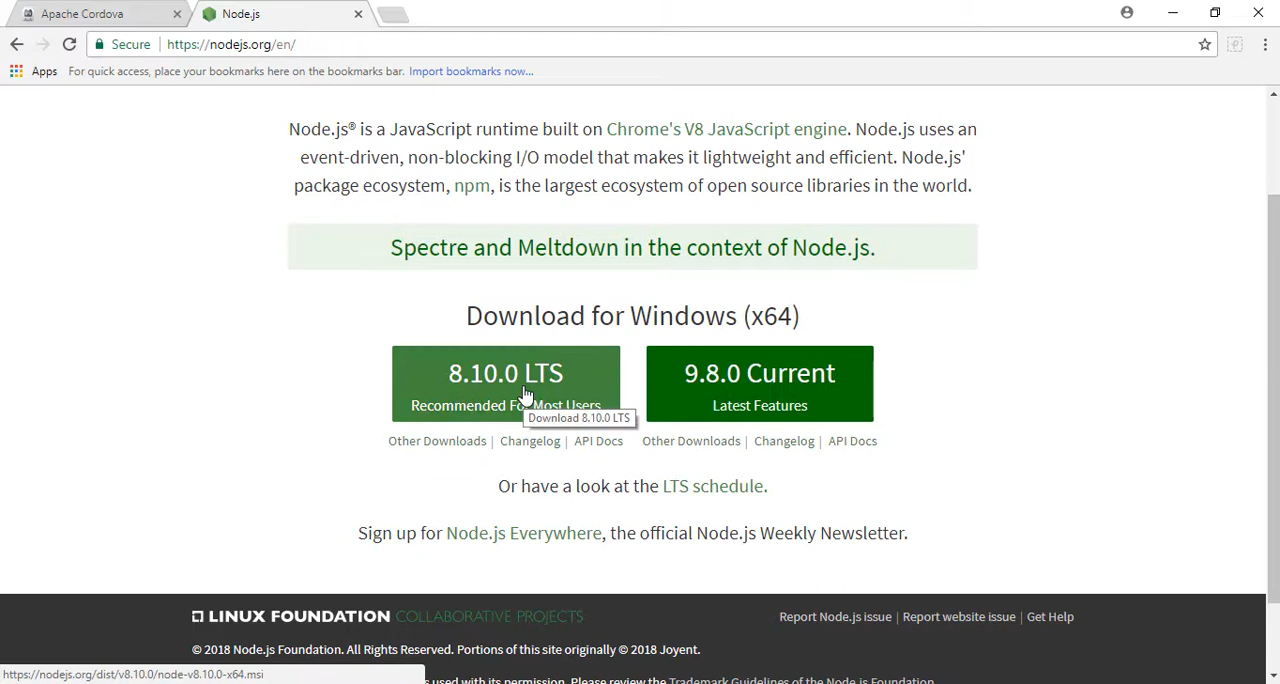 Apache Cordova
Node.js
Secure
https://nodejs.org/en/
Apps
For quick access, place your bookmarks here on the bookmarks bar. Import bookmarks now...
Node.js® is a JavaScript runtime built on Chrome's V8 JavaScript engine. Node.js uses an
event-driven, non-blocking I/O model that makes it lightweight and efficient. Node.js'
package ecosystem, npm, is the largest ecosystem of open source libraries in the world.
Spectre and Meltdown in the context of Node.js.
Download for Windows (x64)
8.10.0 LTS
Recommended For Most Users
9.8.0 Current
Latest Features
Download 8.10.0 LTS
Other Downloads | Changelog | API Docs
Other Downloads | Changelog | API Docs
Or have a look at the LTS schedule.
Sign up for Node.js Everywhere, the official Node.js Weekly Newsletter.
LINUX FOUNDATION COLLABORATIVE PROJECTS
Report Node.js issue | Report website issue | Get Help
© 2018 Node.js Foundation. All Rights Reserved. Portions of this site originally © 2018 Joyent.
https://nodejs.org/dist/v8.10.0/node-v8.10.0-x64.msi
used with its permission. Please review the Trademark Guidelines of the Node.js Foundation.